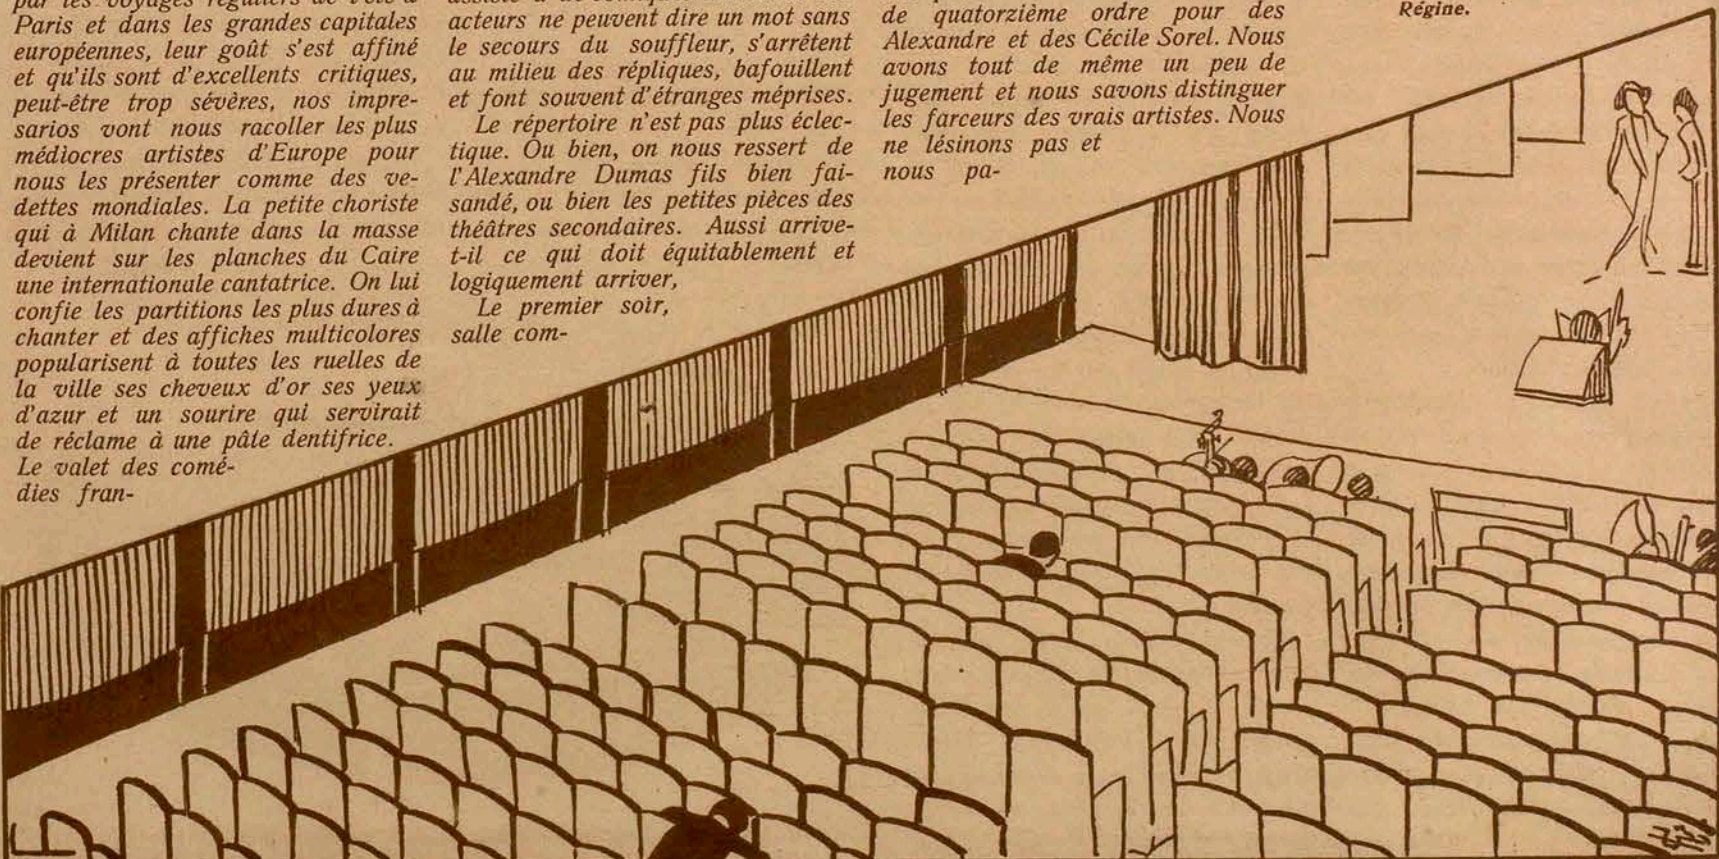 Paris et dans les grandes capitales
européennes, leur goût s'est affiné
et qu'ils sont d'excellents critiques,
peut-être trop sévères, nos impre-
sarios vont nous racoller les plus
médiocres artistes d'Europe pour
nous les présenter comme des ve-
dettes mondiales. La petite choriste
qui à Milan chante dans la masse
devient sur les planches du Caire
une internationale cantatrice. On lui
confie les partitions les plus dures à
chanter et des affiches multicolores
popularisent à toutes les ruelles de
la ville ses cheveux d'or ses yeux
d'azur et un sourire qui servirait
de réclame à une pâte dentifrice.
Le valet des comé-
dies fran-
acteurs ne peuvent dire un mot sans
le secours du souffleur, s'arrêtent
au milieu des répliques, bafouillent
et font souvent d'étranges méprises.
Le répertoire n'est pas plus éclec-
tique. Ou bien, on nous ressert de
l'Alexandre Dumas fils bien fai-
sandé, ou bien les petites pièces des
théâtres secondaires. Aussi arrive-
t-il ce qui doit équitablement et
logiquement arriver,
Le premier soir,
salle com-
de quatorzième ordre pour des
Alexandre et des Cécile Sorel. Nous
avons tout de même un peu de
jugement et nous savons distinguer
les farceurs des vrais artistes. Nous
ne lésinons pas et
nous pa-
Régine.